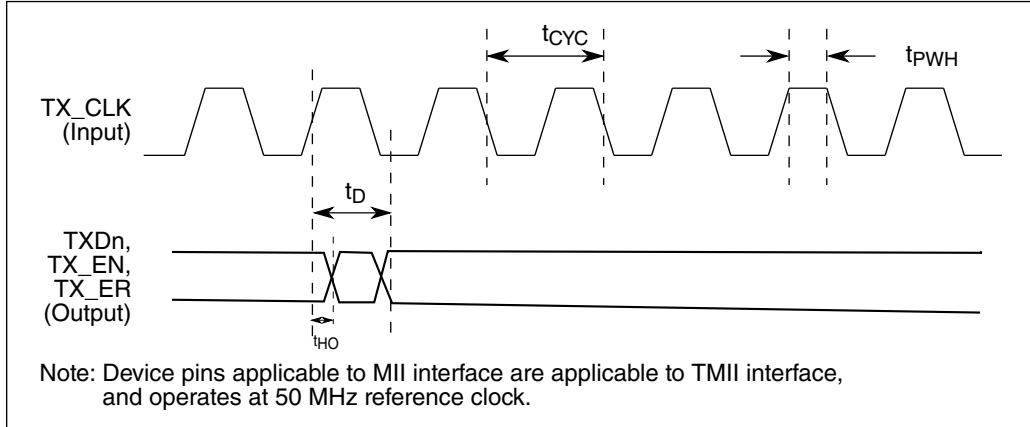 tCYC
tPWH
TX_CLK
(Input)
tD
TXDn,
TX_EN,
TX_ER
(Output)
tHO
Note: Device pins applicable to MII interface are applicable to TMII interface,
and operates at 50 MHz reference clock.